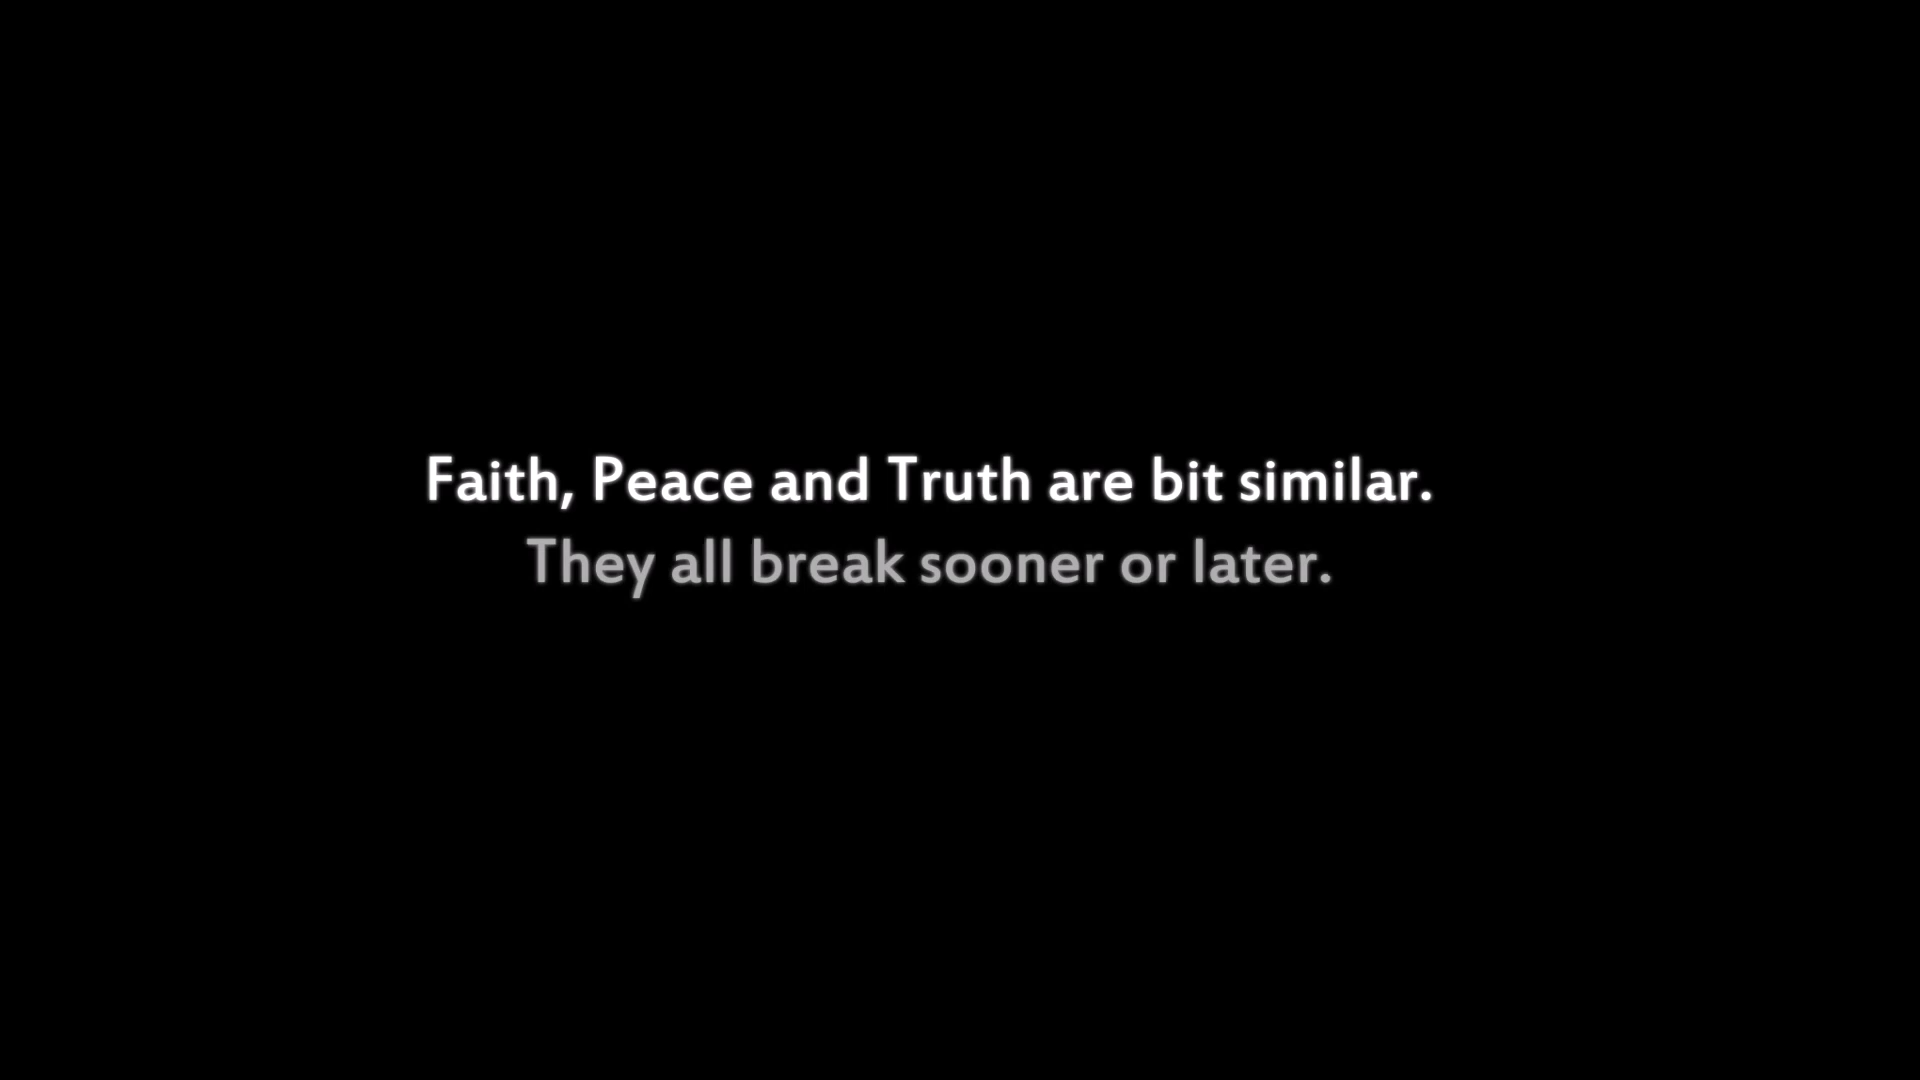 Faith, Peace and Truth are bit similar.
They all break sooner or later.